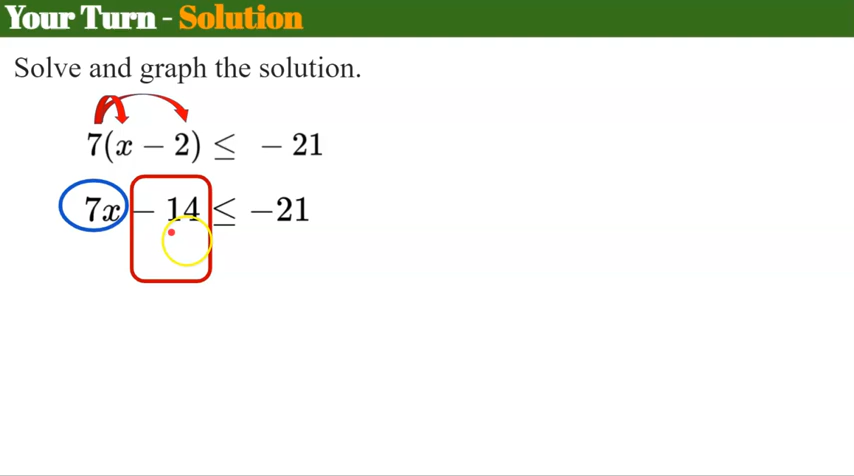 Your Turn - Solution
Solve and graph the solution.
7(x − 2) ≤ − 21
7x − 14 ≤ −21